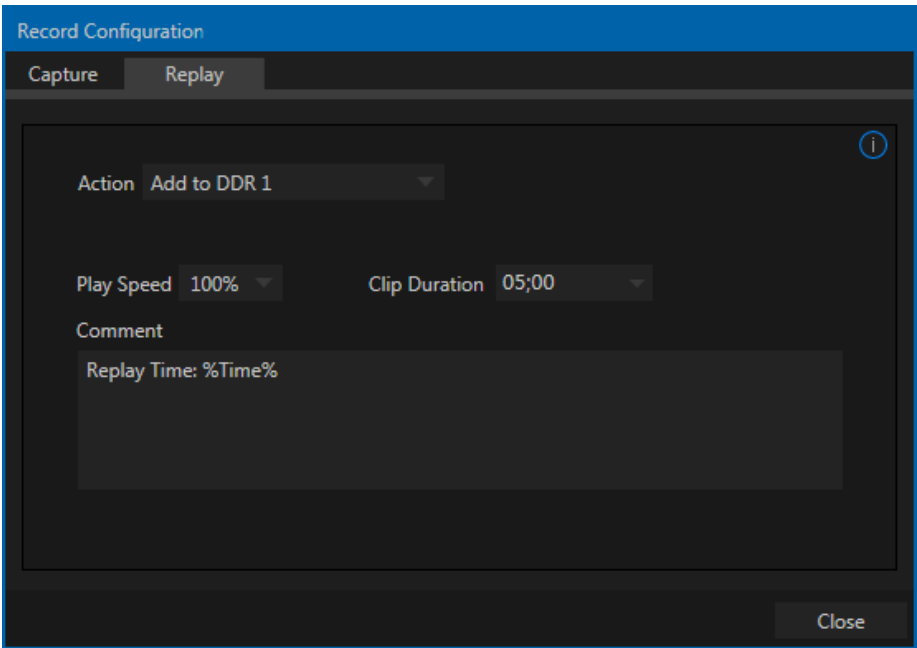 Record Configuration
Capture Replay
i
Action Add to DDR 1
Play Speed 100% Clip Duration 05;00
Comment
Replay Time: %Time%
Close